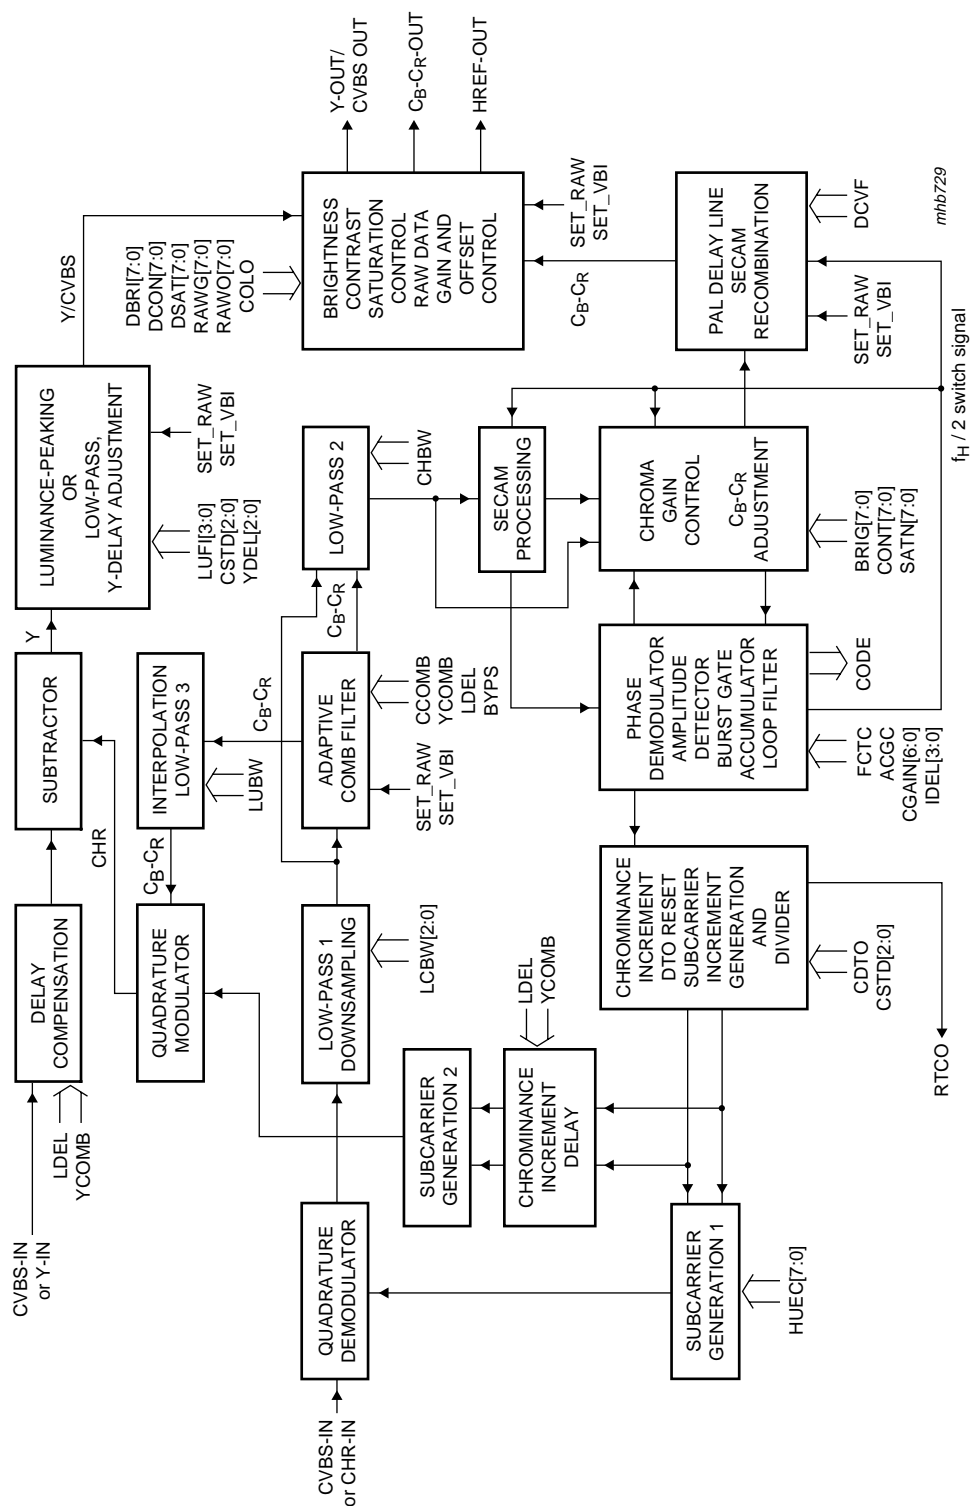 CVBS-IN
or Y-IN
LDEL
YCOMB
DELAY
COMPENSATION
SUBTRACTOR
Y
LUMINANCE-PEAKING
OR
LOW-PASS,
Y-DELAY ADJUSTMENT
LUFI[3:0]
CSTD[2:0]
YDEL[2:0]
SET_RAW
SET_VBI
Y/CVBS
CHR
QUADRATURE
MODULATOR
CB-CR
INTERPOLATION
LOW-PASS 3
LUBW
CB-CR
DBRI[7:0]
DCON[7:0]
DSAT[7:0]
RAWG[7:0]
RAWO[7:0]
COLO
BRIGHTNESS
CONTRAST
SATURATION
CONTROL
RAW DATA
GAIN AND
OFFSET
CONTROL
Y-OUT/
CVBS OUT
CB-CR-OUT
HREF-OUT
SET_RAW
SET_VBI
CB-CR
CVBS-IN
or CHR-IN
QUADRATURE
DEMODULATOR
LOW-PASS 1
DOWNSAMPLING
LCBW[2:0]
ADAPTIVE
COMB FILTER
SET_RAW
SET_VBI
CCOMB
YCOMB
LDEL
BYPS
CB-CR
LOW-PASS 2
CHBW
SUBCARRIER
GENERATION 2
CHROMINANCE
INCREMENT
DELAY
LDEL
YCOMB
SECAM
PROCESSING
SUBCARRIER
GENERATION 1
HUEC[7:0]
CHROMINANCE
INCREMENT
DTO RESET
SUBCARRIER
INCREMENT
GENERATION
AND
DIVIDER
CDTO
CSTD[2:0]
RTCO
PHASE
DEMODULATOR
AMPLITUDE
DETECTOR
BURST GATE
ACCUMULATOR
LOOP FILTER
FCTC
ACGC
CGAIN[6:0]
IDEL[3:0]
CODE
CHROMA
GAIN
CONTROL
CB-CR
ADJUSTMENT
BRIG[7:0]
CONT[7:0]
SATN[7:0]
PAL DELAY LINE
SECAM
RECOMBINATION
SET_RAW
SET_VBI
DCVF
fH / 2 switch signal
mhb729